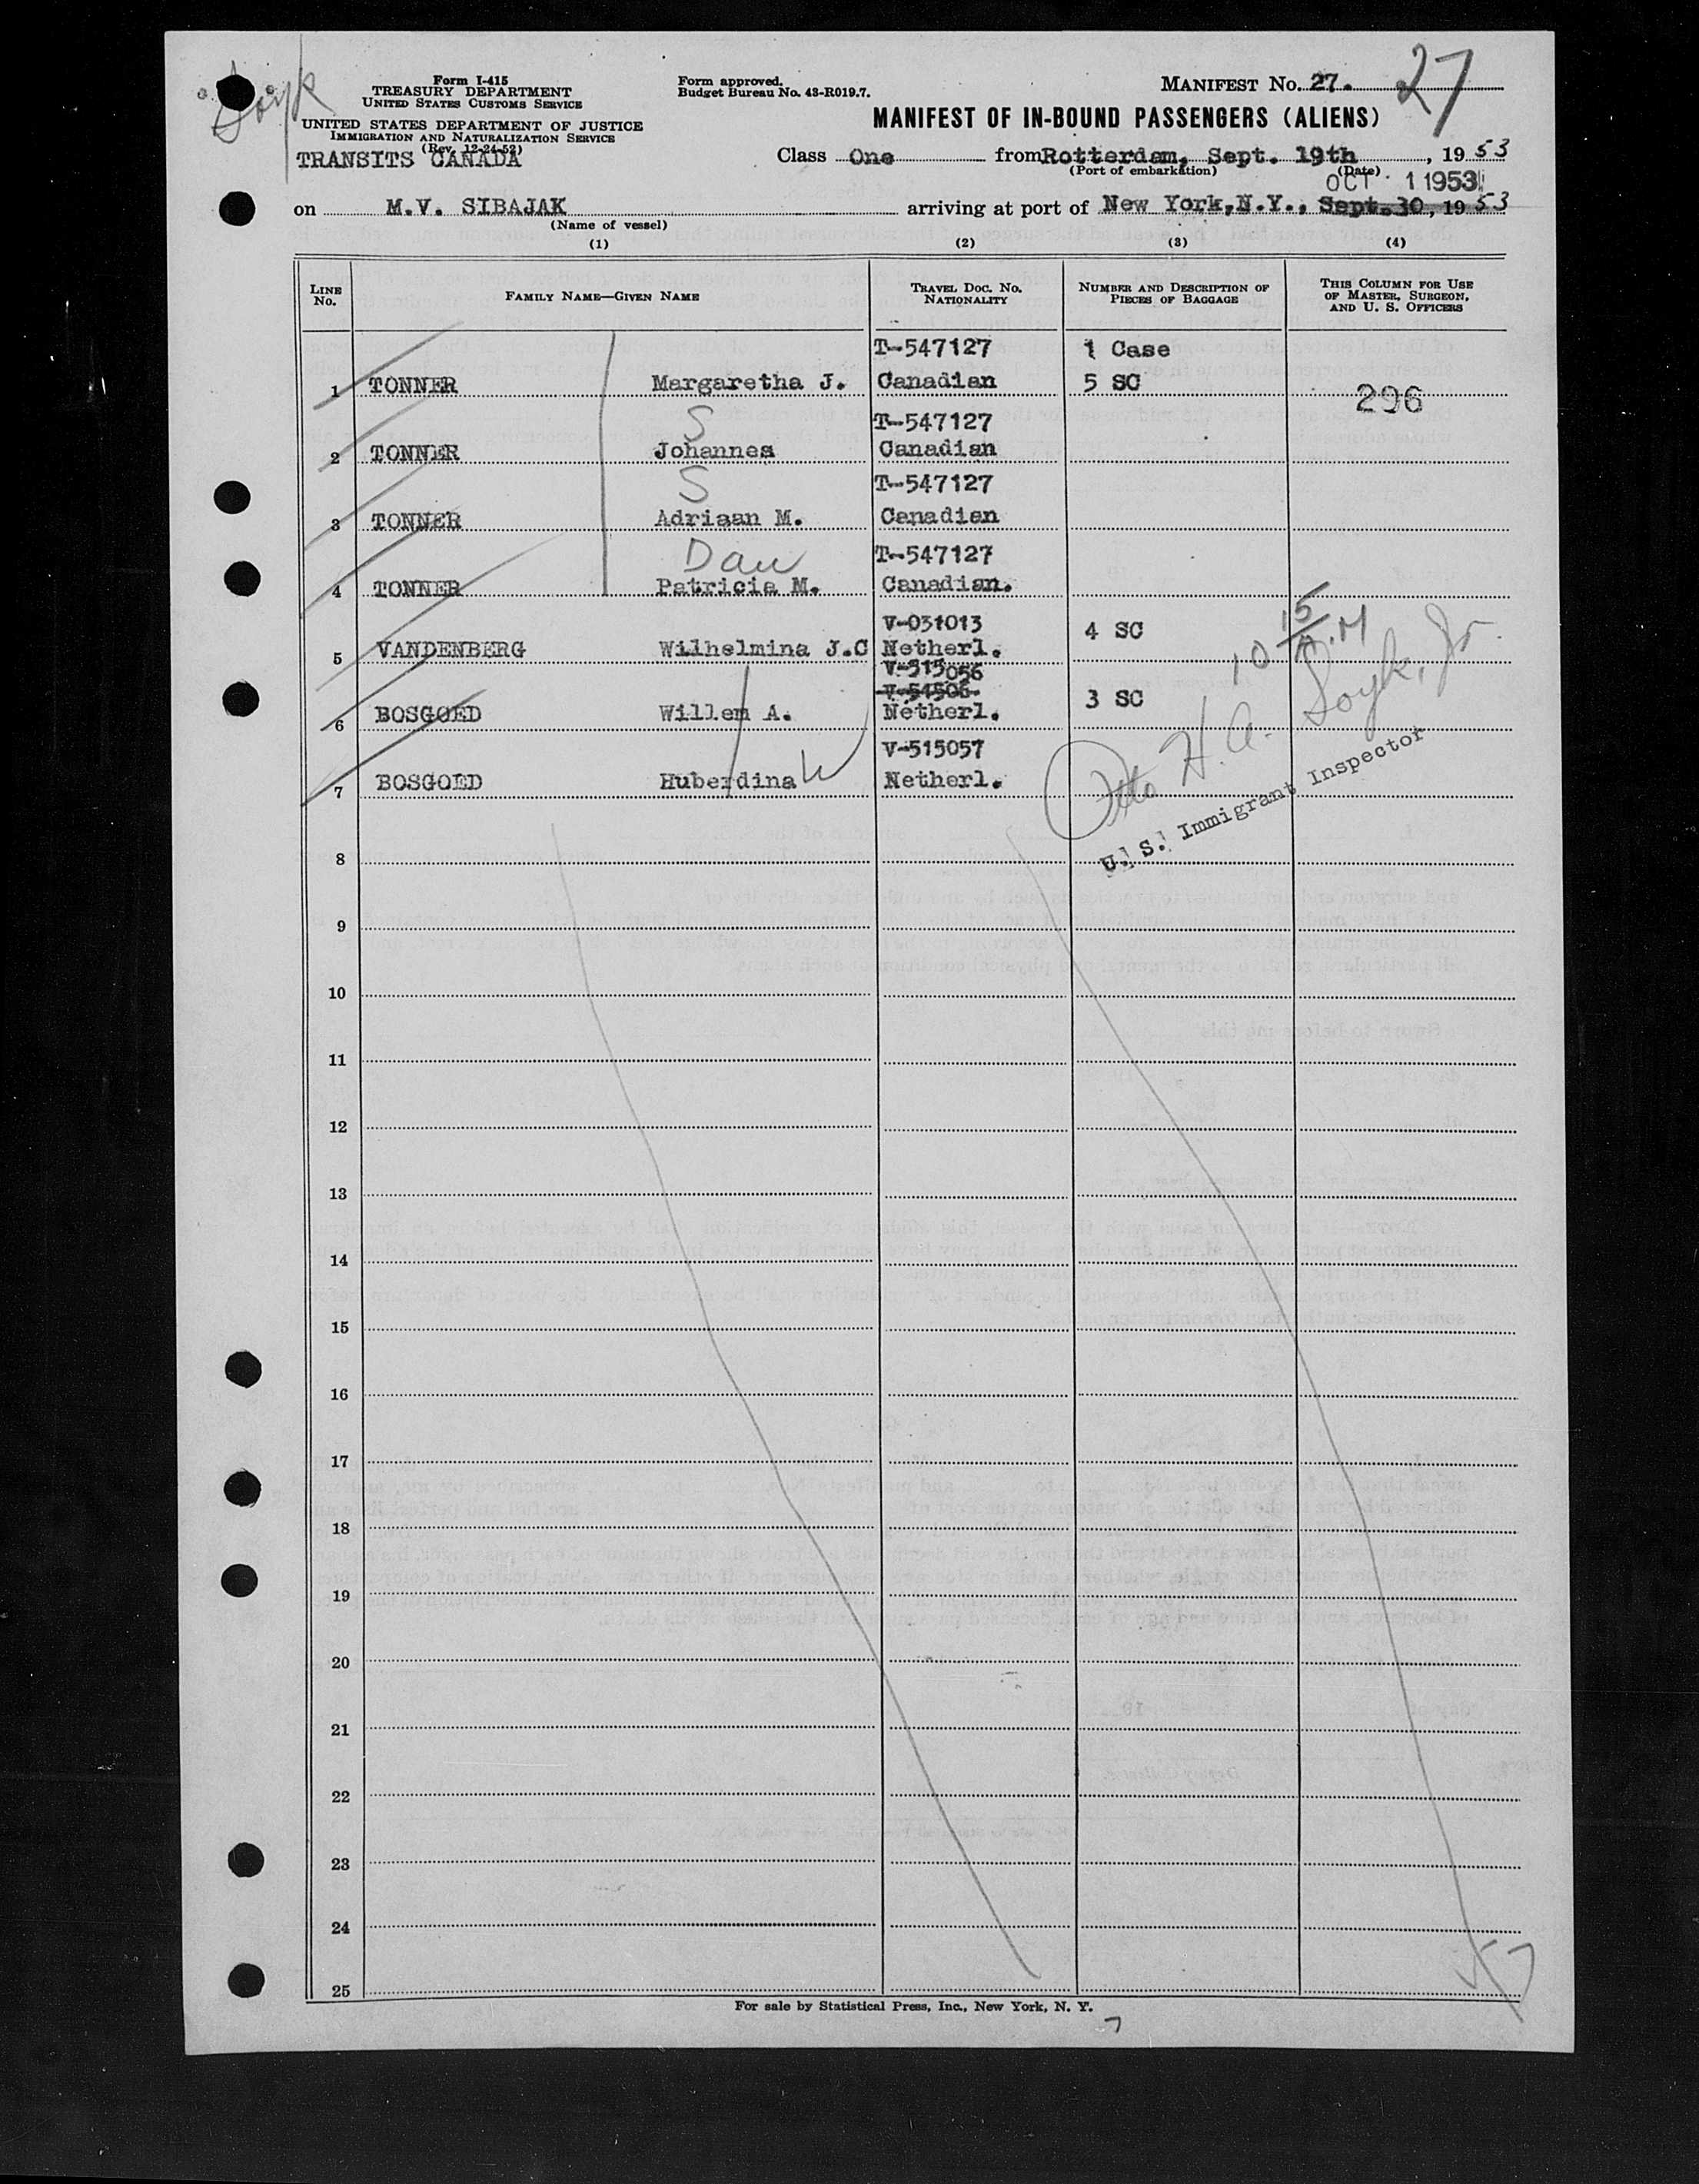 Soyk
Form I-415
TREASURY DEPARTMENT
UNITED STATES CUSTOMS SERVICE
UNITED STATES DEPARTMENT OF JUSTICE
IMMIGRATION AND NATURALIZATION SERVICE
(Rev. 12-24-52)
TRANSITS CANADA
Form approved.
Budget Bureau No. 43-R019.7.
MANIFEST No. 27. 27
MANIFEST OF IN-BOUND PASSENGERS (ALIENS)
Class One from Rotterdam, Sept. 19th, 1953
(Port of embarkation) (Date)
OCT 1 1953
on M.V. SIBAJAK arriving at port of New York, N.Y., Sept. 30, 1953
(Name of vessel)
(1) (2) (3) (4)
LINE No. FAMILY NAME—GIVEN NAME TRAVEL DOC. NO. NATIONALITY NUMBER AND DESCRIPTION OF PIECES OF BAGGAGE THIS COLUMN FOR USE OF MASTER, SURGEON, AND U. S. OFFICERS
T-547127 1 Case
1 TONNER Margaretha J. Canadian 5 SC 296
S T-547127
2 TONNER Johannes Canadian
S T-547127
3 TONNER Adriaan M. Canadian
Dau T-547127
4 TONNER Patricia M. Canadian.
V-031013 4 SC
5 VANDENBERG Wilhelmina J.C Netherl.
10 15/A.M
V-515056
V-54506 3 SC
6 BOSGOED Willem A. Netherl.
V-515057
7 BOSGOED Huberdina W Netherl.
Otto H.A. Soyk, Jr.
U. S. Immigrant Inspector
8
9
10
11
12
13
14
15
16
17
18
19
20
21
22
23
24
25
For sale by Statistical Press, Inc., New York, N. Y.
7